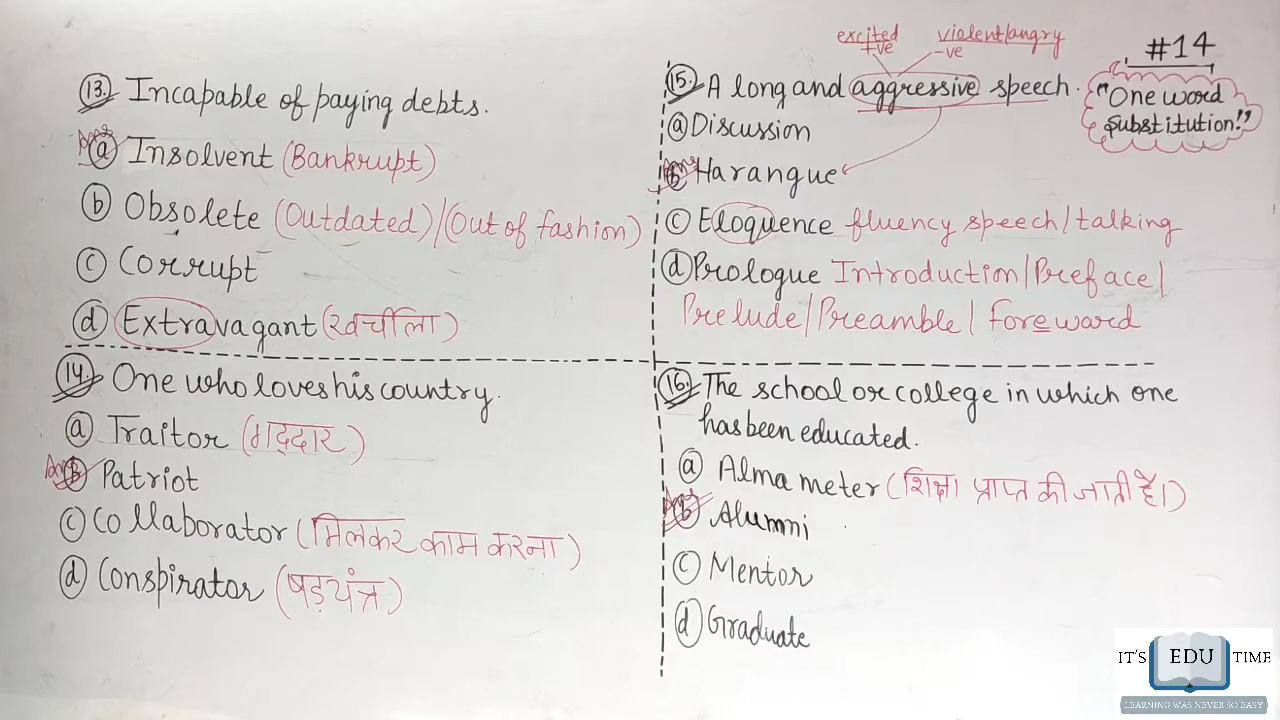 #14
"One word
substitution!"
13. Incapable of paying debts.
Ans a Insolvent (Bankrupt)
b Obsolete (Outdated)/(Out of fashion)
c Corrupt
d Extravagant (खर्चीला)
14. One who loves his country.
a Traitor (गद्दार)
Ans b Patriot
c Collaborator (मिलकर काम करना)
d Conspirator (षड़यंत्र)
excited violent/angry
+ve -ve
15. A long and aggressive speech.
a Discussion
Ans b Harangue
c Eloquence fluency speech/talking
d Prologue Introduction/Preface/
Prelude/Preamble/foreward
16. The school or college in which one
has been educated.
a Alma meter (शिक्षा प्राप्त की जाती है।)
Ans b Alumni
c Mentor
d Graduate
IT'S EDU TIME
LEARNING WAS NEVER SO EASY